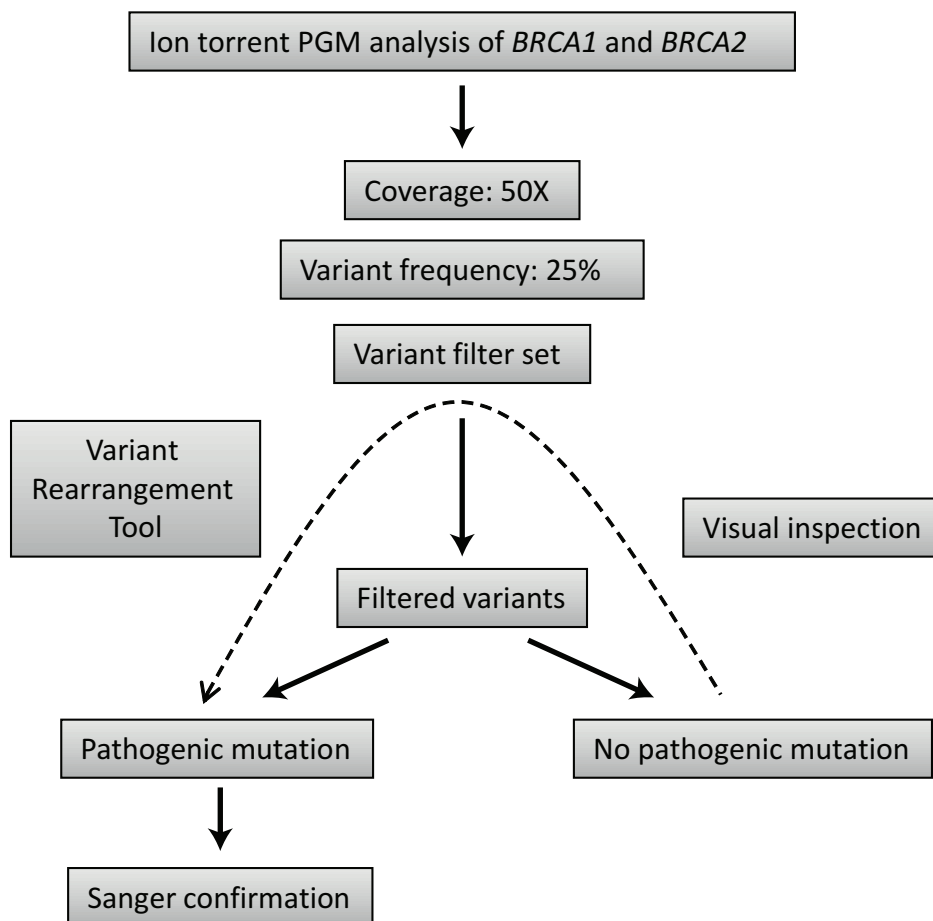 Ion torrent PGM analysis of BRCA1 and BRCA2
Coverage: 50X
Variant frequency: 25%
Variant filter set
Variant
Rearrangement
Tool
Visual inspection
Filtered variants
Pathogenic mutation
No pathogenic mutation
Sanger confirmation